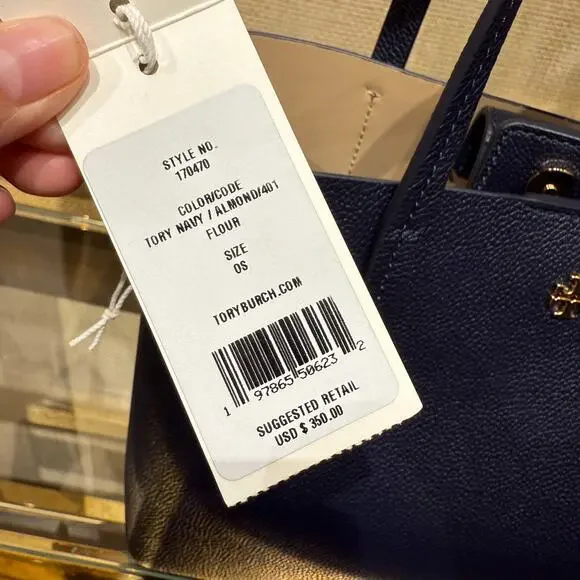 STYLE NO.
170470
COLOR/CODE
TORY NAVY / ALMOND/401
FLOUR
SIZE
OS
TORYBURCH.COM
1 97865 50623 2
SUGGESTED RETAIL
USD $ 350.00